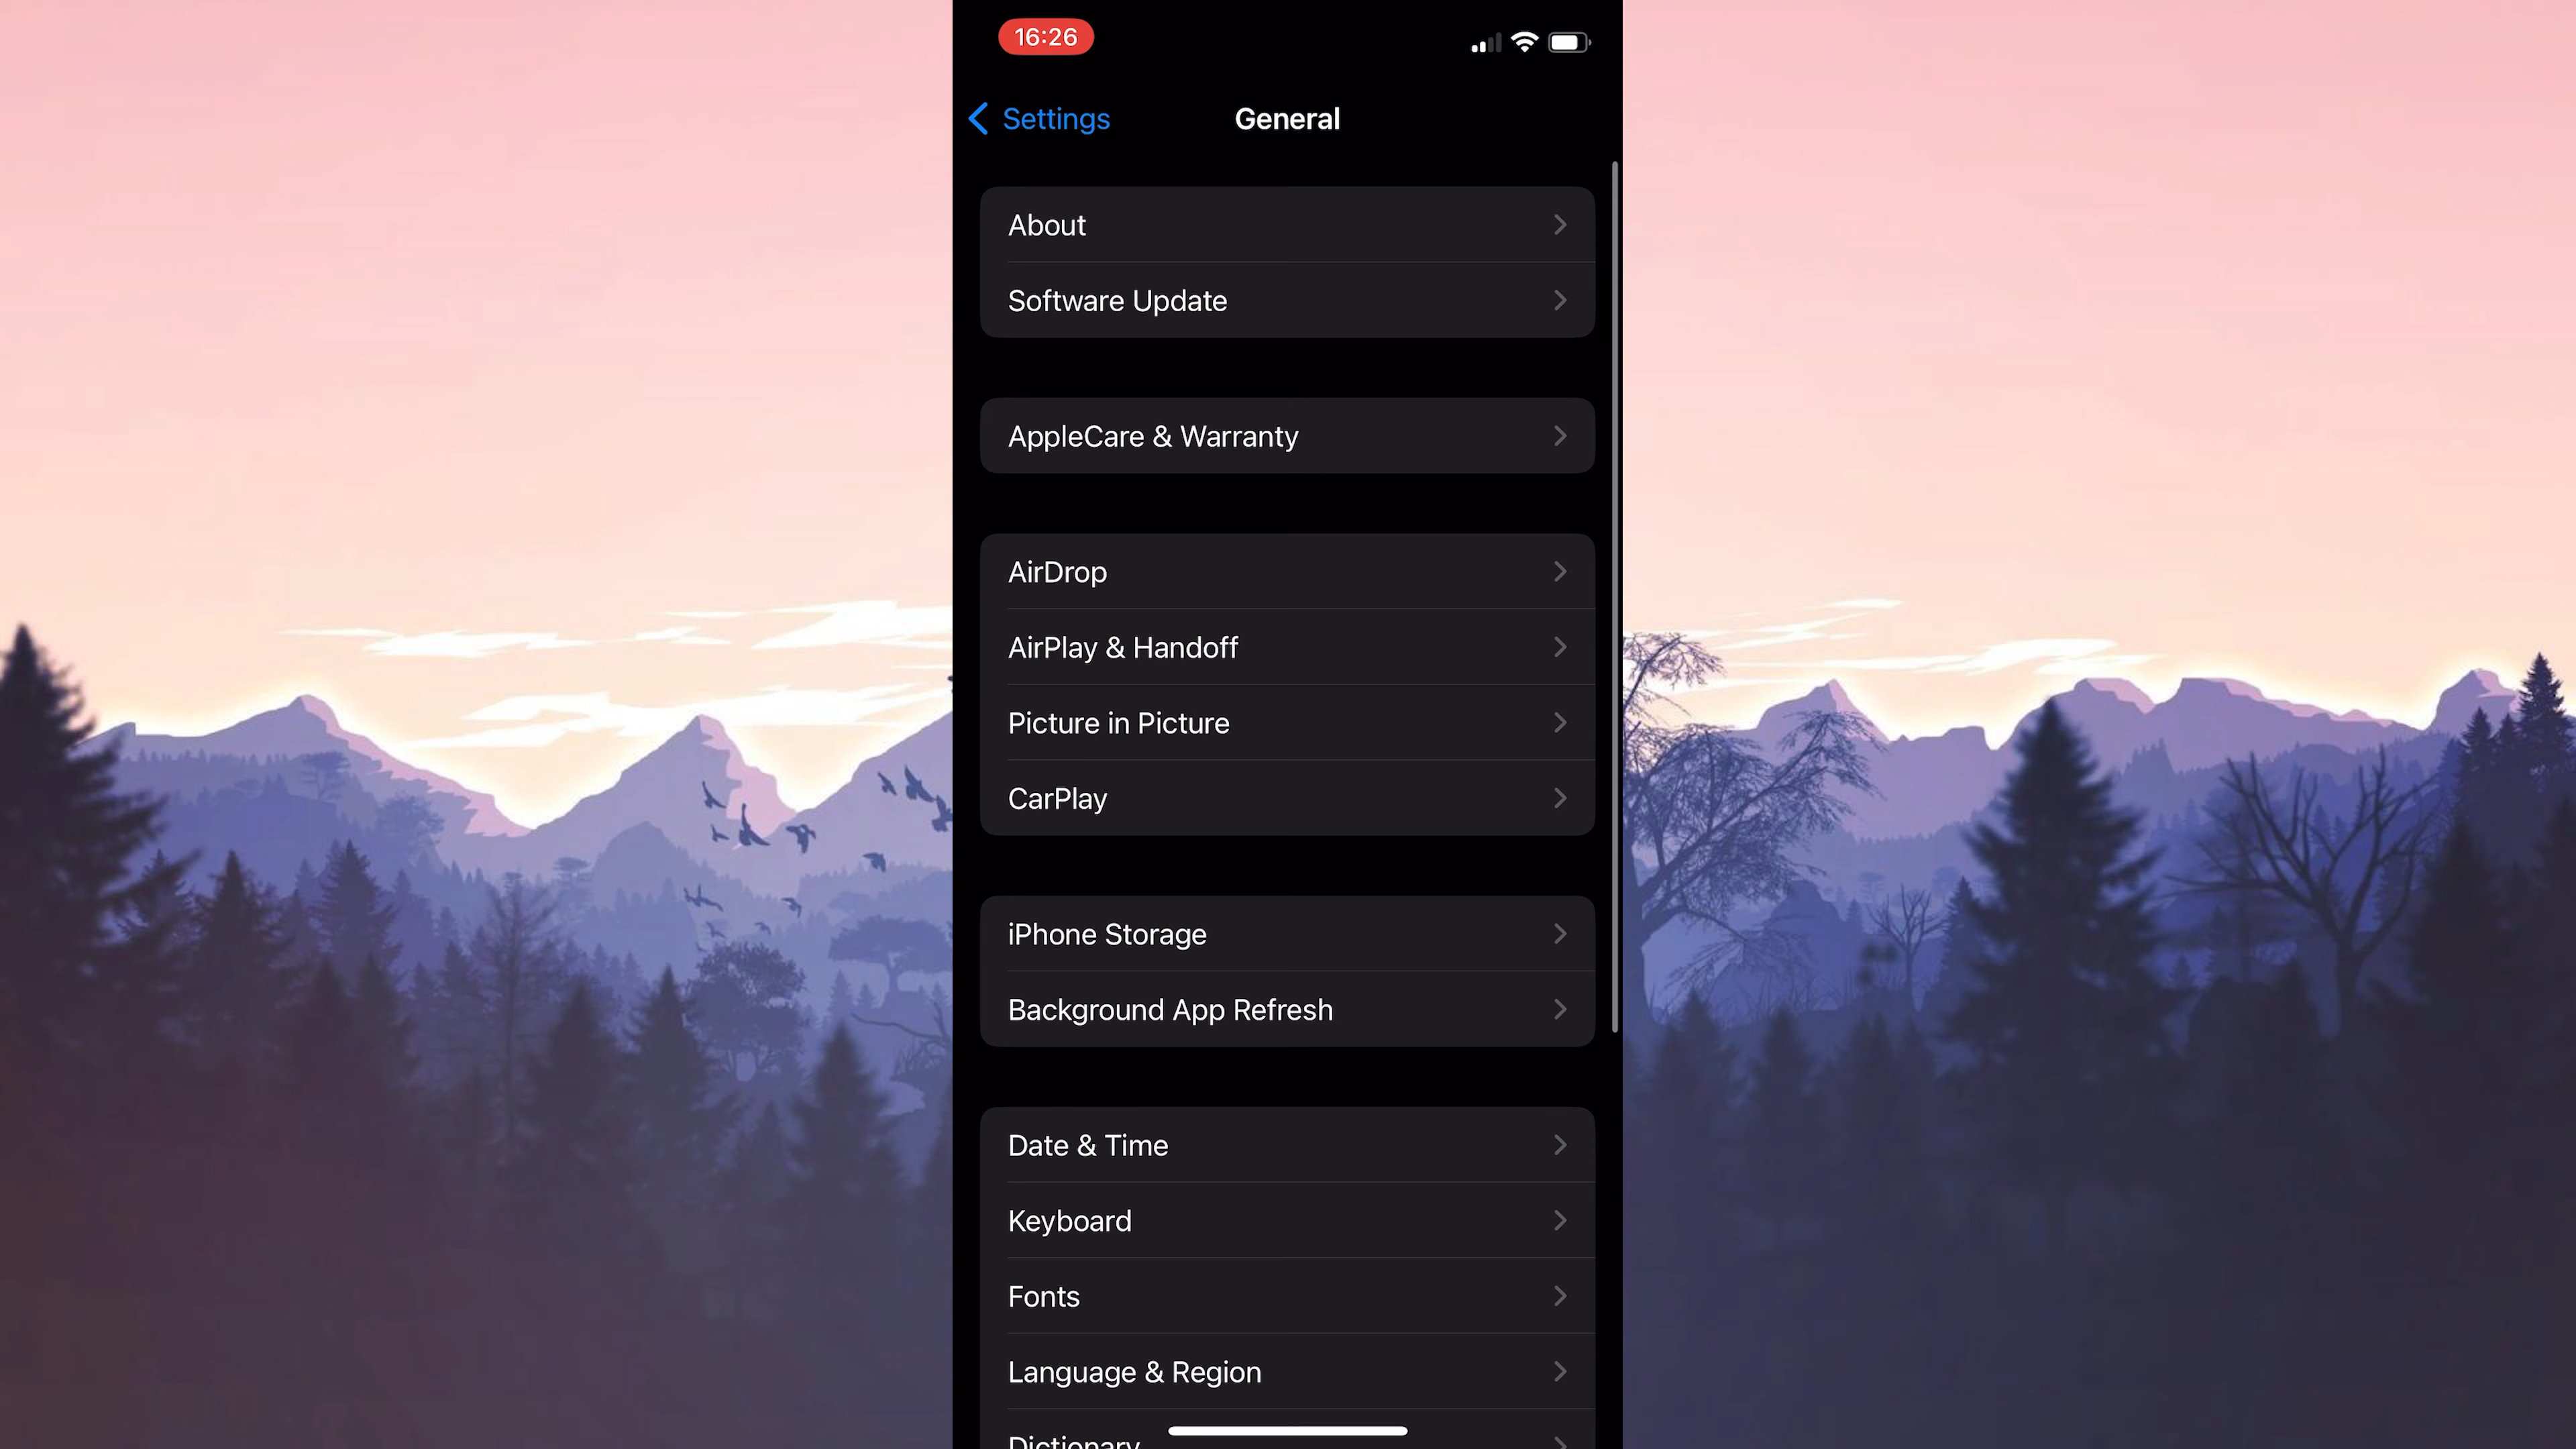 16:26
Settings
General
About
Software Update
AppleCare & Warranty
AirDrop
AirPlay & Handoff
Picture in Picture
CarPlay
iPhone Storage
Background App Refresh
Date & Time
Keyboard
Fonts
Language & Region
Dictionary